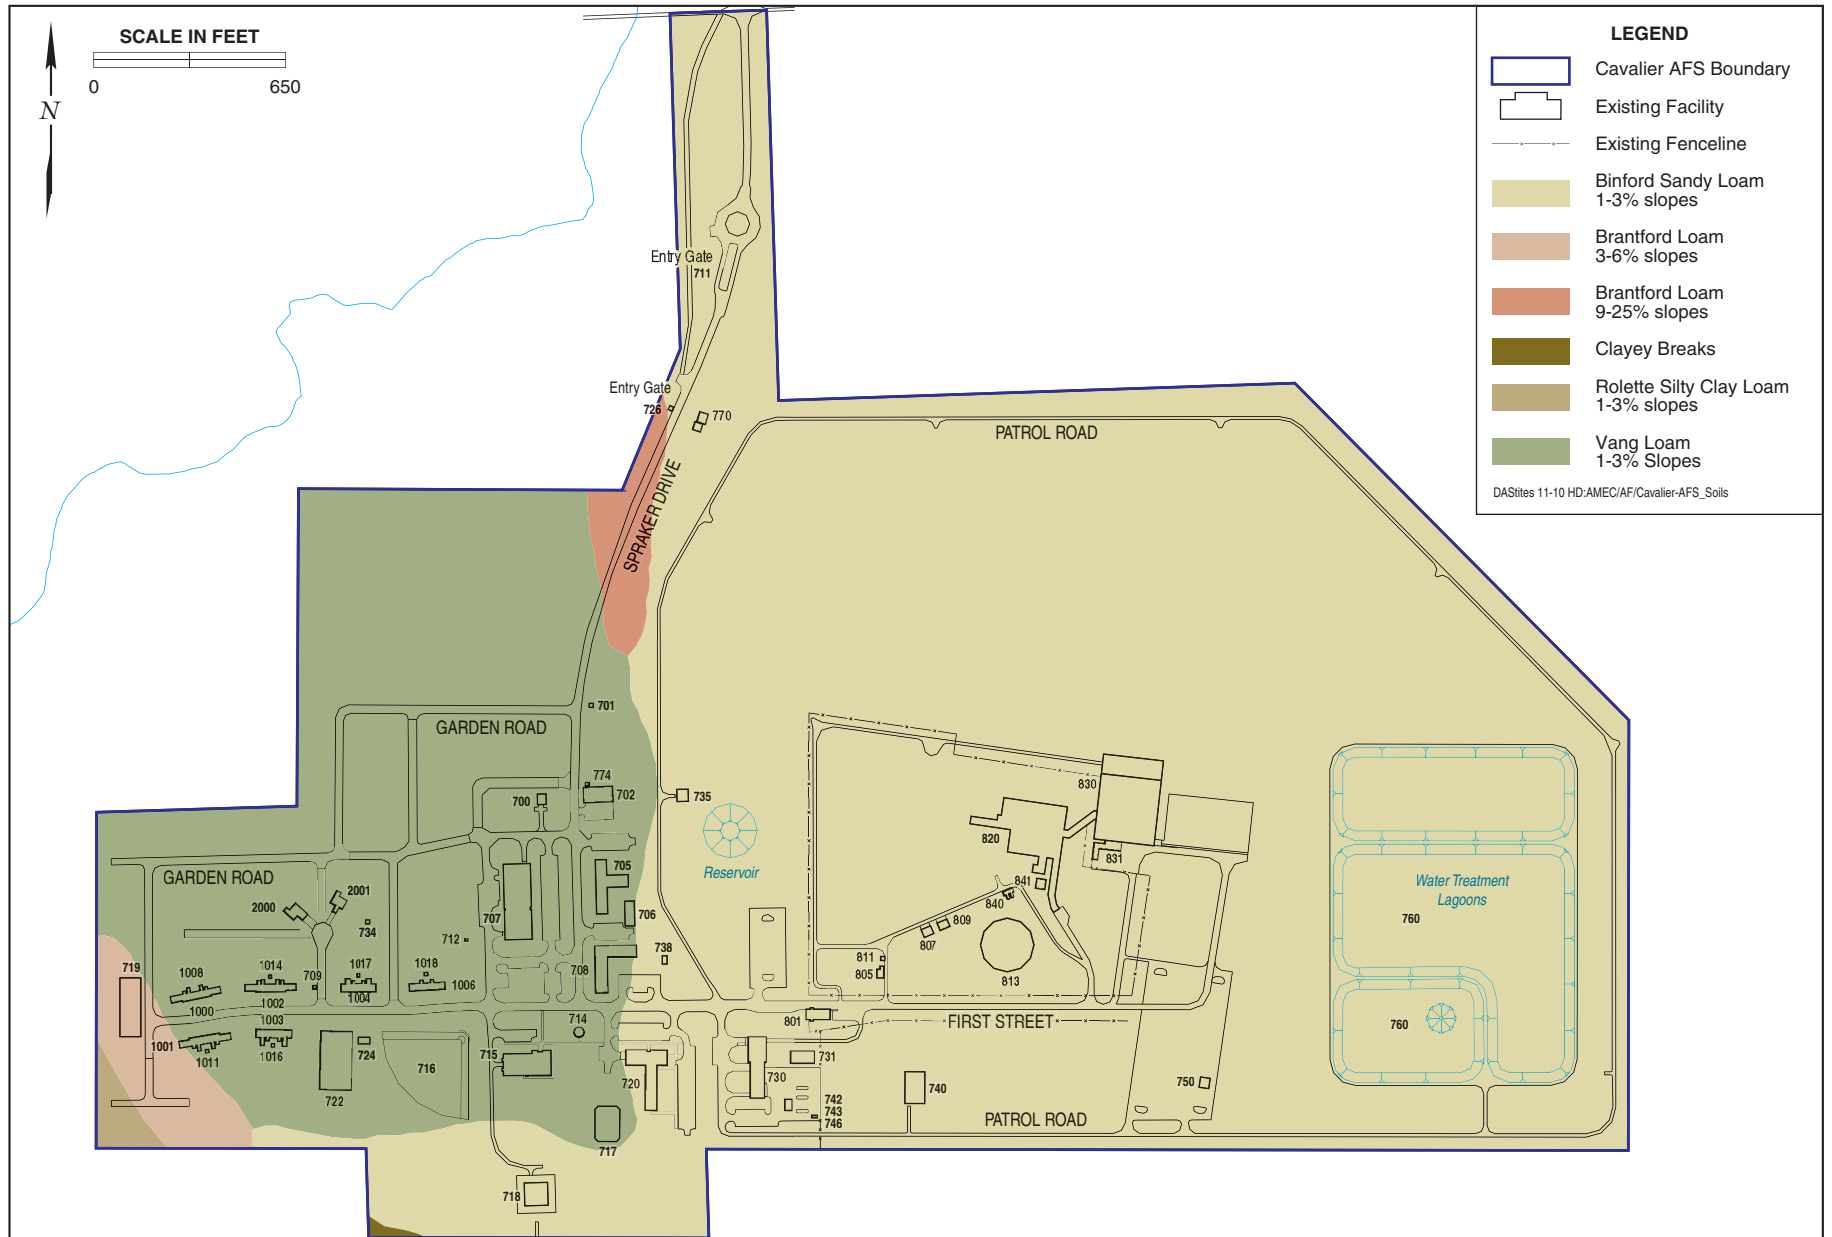 SCALE IN FEET
0 650
N
LEGEND
Cavalier AFS Boundary
Existing Facility
Existing Fenceline
Binford Sandy Loam
1-3% slopes
Brantford Loam
3-6% slopes
Brantford Loam
9-25% slopes
Clayey Breaks
Rolette Silty Clay Loam
1-3% slopes
Vang Loam
1-3% Slopes
DAStites 11-10 HD:AMEC/AF/Cavalier-AFS_Soils
Entry Gate
711
Entry Gate
726
770
PATROL ROAD
SPRAKER DRIVE
701
GARDEN ROAD
774
702
700
735
830
820
831
Reservoir
705
GARDEN ROAD
2001
2000
734
707
706
712
738
708
841
840
809
807
811
805
813
Water Treatment
Lagoons
760
760
719
1008
1014
709
1017
1018
1006
1000
1002
1004
1003
1001
1011
1016
724
722
716
714
715
720
717
718
801
FIRST STREET
731
730
740
742
743
746
750
PATROL ROAD